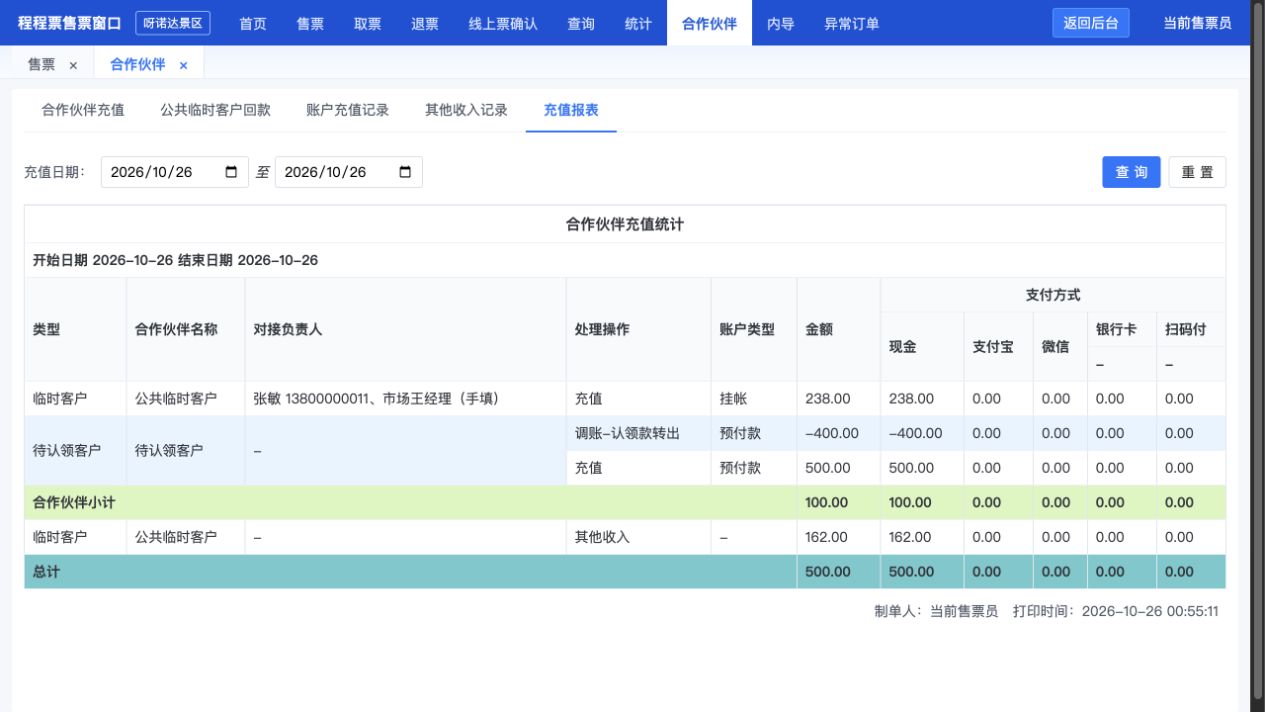 程程票售票窗口 呀诺达景区 首页 售票 取票 退票 线上票确认 查询 统计 合作伙伴 内导 异常订单 返回后台 当前售票员
售票 × 合作伙伴 ×
合作伙伴充值 公共临时客户回款 账户充值记录 其他收入记录 充值报表
充值日期： 2026/10/26 至 2026/10/26 查 询 重 置
合作伙伴充值统计
开始日期 2026-10-26 结束日期 2026-10-26
支付方式
类型 合作伙伴名称 对接负责人 处理操作 账户类型 金额 现金 支付宝 微信 银行卡 扫码付
- -
临时客户 公共临时客户 张敏 13800000011、市场王经理（手填） 充值 挂帐 238.00 238.00 0.00 0.00 0.00 0.00
待认领客户 待认领客户 - 调账-认领款转出 预付款 -400.00 -400.00 0.00 0.00 0.00 0.00
充值 预付款 500.00 500.00 0.00 0.00 0.00 0.00
合作伙伴小计 100.00 100.00 0.00 0.00 0.00 0.00
临时客户 公共临时客户 - 其他收入 - 162.00 162.00 0.00 0.00 0.00 0.00
总计 500.00 500.00 0.00 0.00 0.00 0.00
制单人：当前售票员 打印时间：2026-10-26 00:55:11